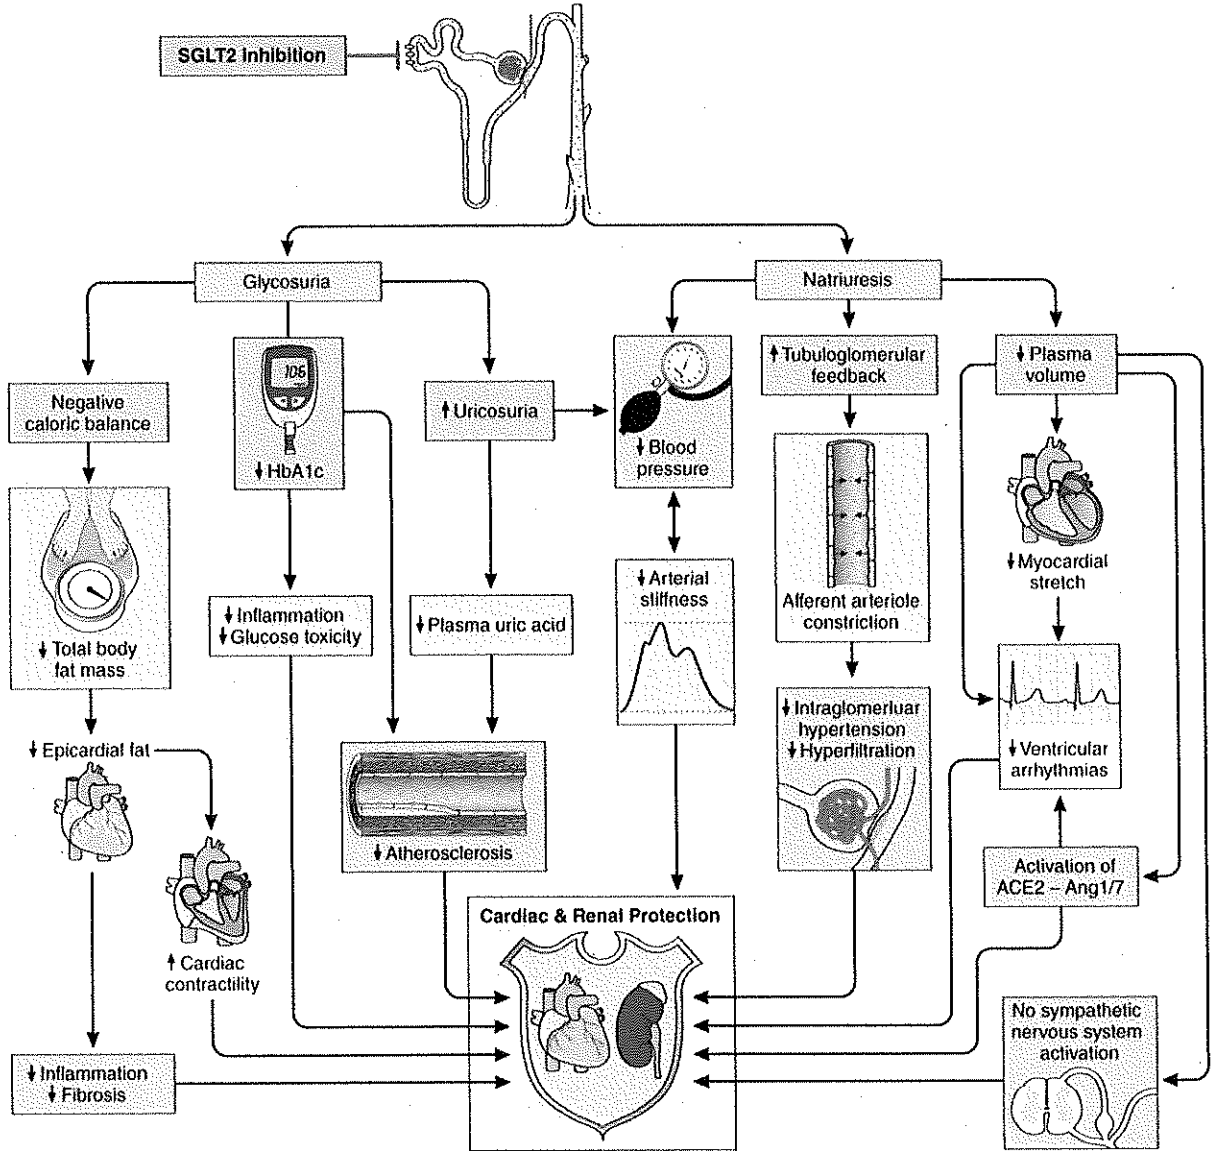 SGLT2 Inhibition
Glycosuria
Natriuresis
Negative
caloric balance
106
↓ HbA1c
↑ Uricosuria
↓ Blood
pressure
↑ Tubuloglomerular
feedback
↓ Plasma
volume
↓ Total body
fat mass
↓ Inflammation
↓ Glucose toxicity
↓ Plasma uric acid
↓ Arterial
stiffness
Afferent arteriole
constriction
↓ Myocardial
stretch
↓ Epicardial fat
↓ Atherosclerosis
↓ Intraglomerluar
hypertension
↓ Hyperfiltration
↓ Ventricular
arrhythmias
↑ Cardiac
contractility
Activation of
ACE2 – Ang1/7
↓ Inflammation
↓ Fibrosis
Cardiac & Renal Protection
No sympathetic
nervous system
activation